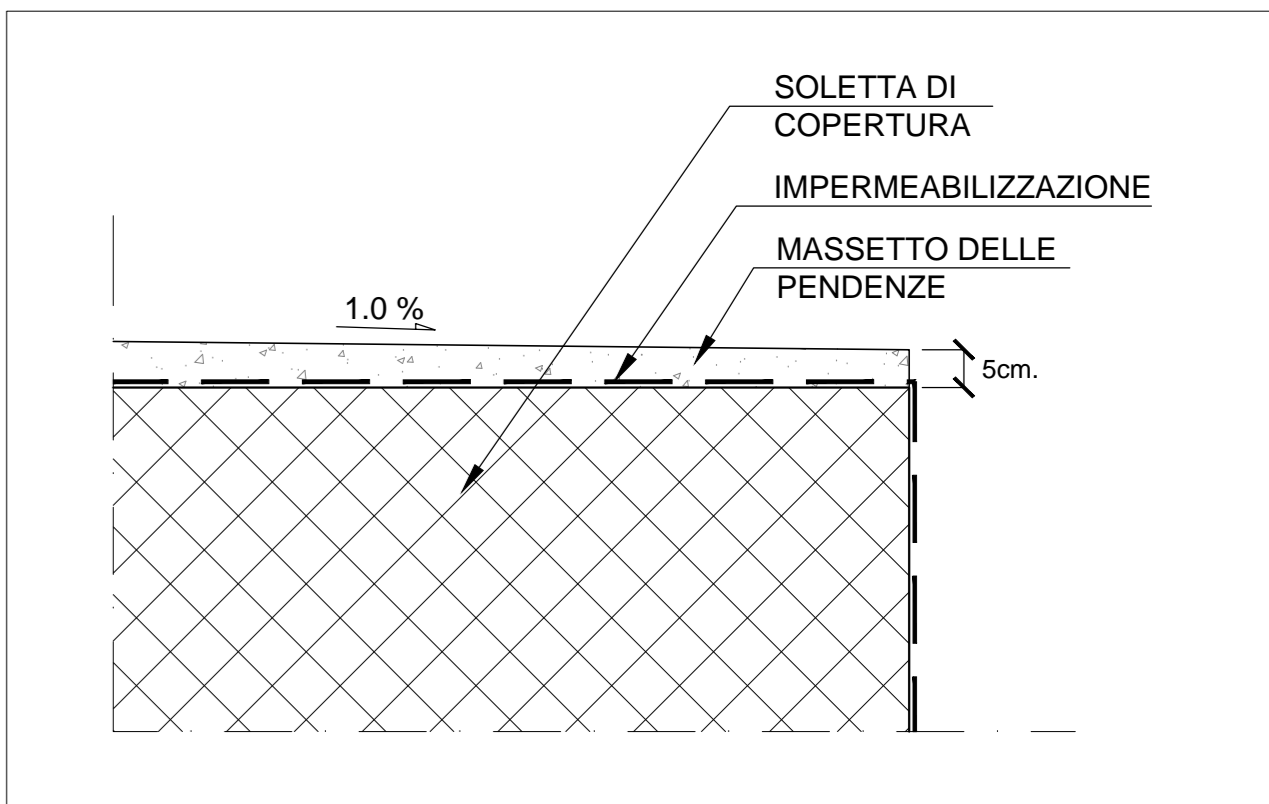 SOLETTA DI
COPERTURA
IMPERMEABILIZZAZIONE
MASSETTO DELLE
PENDENZE
1.0 %
5cm.